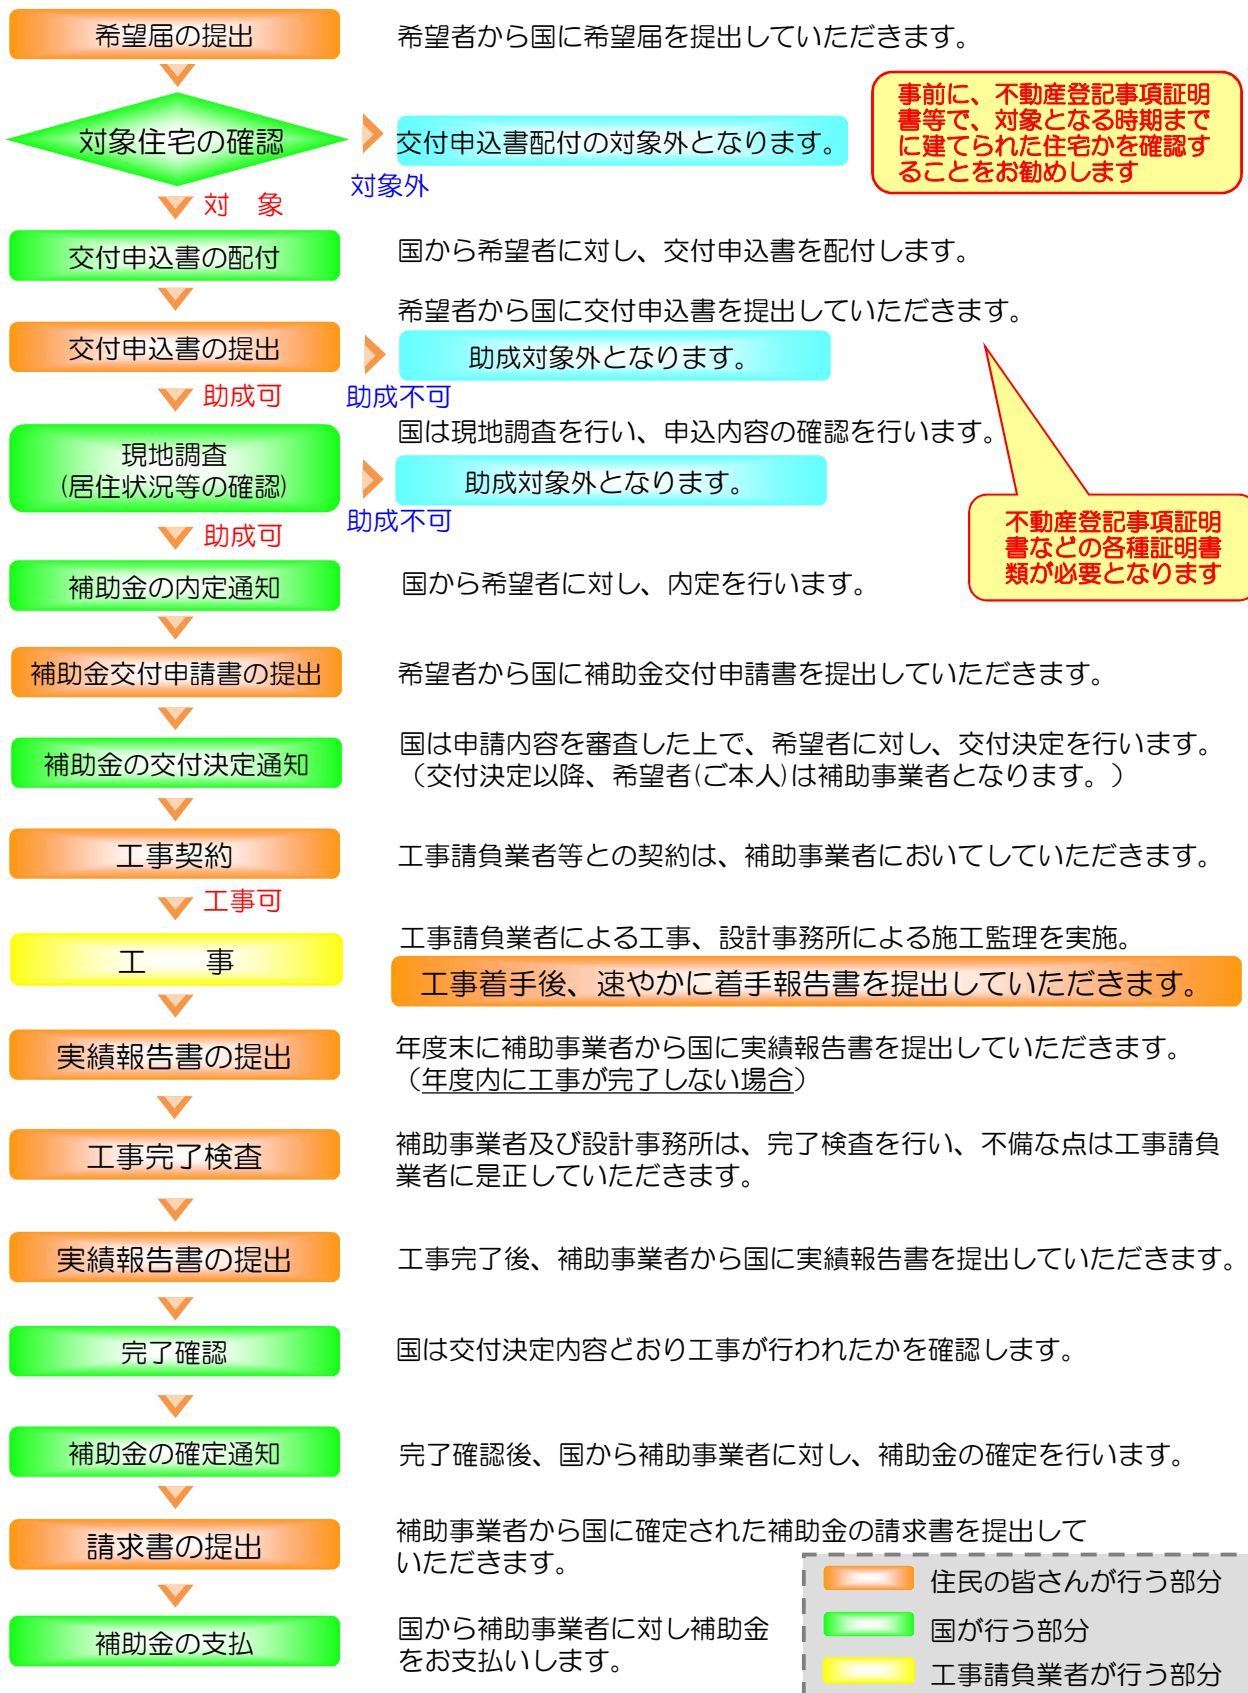 希望届の提出
希望者から国に希望届を提出していただきます。
事前に、不動産登記事項証明
書等で、対象となる時期まで
に建てられた住宅かを確認す
ることをお勧めします
対象住宅の確認
交付申込書配付の対象外となります。
対象外
対　象
交付申込書の配付
国から希望者に対し、交付申込書を配付します。
希望者から国に交付申込書を提出していただきます。
交付申込書の提出
助成対象外となります。
助成可
助成不可
国は現地調査を行い、申込内容の確認を行います。
現地調査
(居住状況等の確認)
助成対象外となります。
助成不可
助成可
不動産登記事項証明
書などの各種証明書
類が必要となります
補助金の内定通知
国から希望者に対し、内定を行います。
補助金交付申請書の提出
希望者から国に補助金交付申請書を提出していただきます。
補助金の交付決定通知
国は申請内容を審査した上で、希望者に対し、交付決定を行います。
（交付決定以降、希望者(ご本人)は補助事業者となります。）
工事契約
工事請負業者等との契約は、補助事業者においてしていただきます。
工事可
工　　事
工事請負業者による工事、設計事務所による施工監理を実施。
工事着手後、速やかに着手報告書を提出していただきます。
実績報告書の提出
年度末に補助事業者から国に実績報告書を提出していただきます。
（年度内に工事が完了しない場合）
工事完了検査
補助事業者及び設計事務所は、完了検査を行い、不備な点は工事請負
業者に是正していただきます。
実績報告書の提出
工事完了後、補助事業者から国に実績報告書を提出していただきます。
完了確認
国は交付決定内容どおり工事が行われたかを確認します。
補助金の確定通知
完了確認後、国から補助事業者に対し、補助金の確定を行います。
請求書の提出
補助事業者から国に確定された補助金の請求書を提出して
いただきます。
補助金の支払
国から補助事業者に対し補助金
をお支払いします。
住民の皆さんが行う部分
国が行う部分
工事請負業者が行う部分